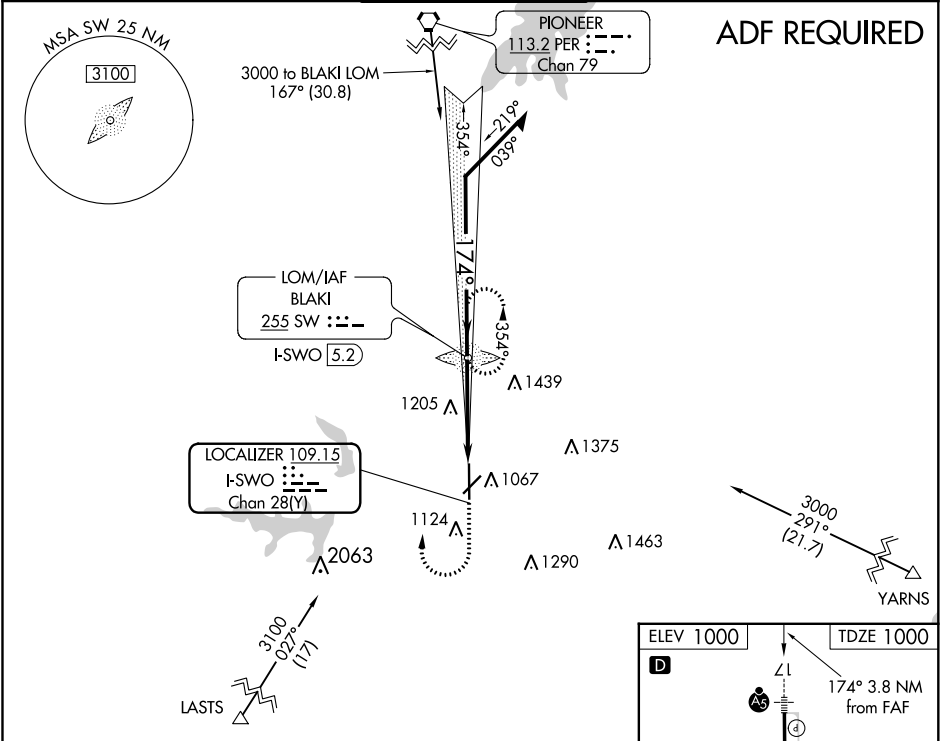 ADF REQUIRED
MSA SW 25 NM
3100
PIONEER
113.2 PER
Chan 79
3000 to BLAKI LOM
167° (30.8)
354°
219°
039°
174°
LOM/IAF
BLAKI
255 SW
I-SWO 5.2
354°
1439
1205
1375
LOCALIZER 109.15
I-SWO
Chan 28(Y)
1067
1124
1463
1290
2063
3000
291°
(21.7)
YARNS
3100
027°
(17)
LASTS
ELEV 1000
TDZE 1000
D
17
174° 3.8 NM
from FAF
A5
P